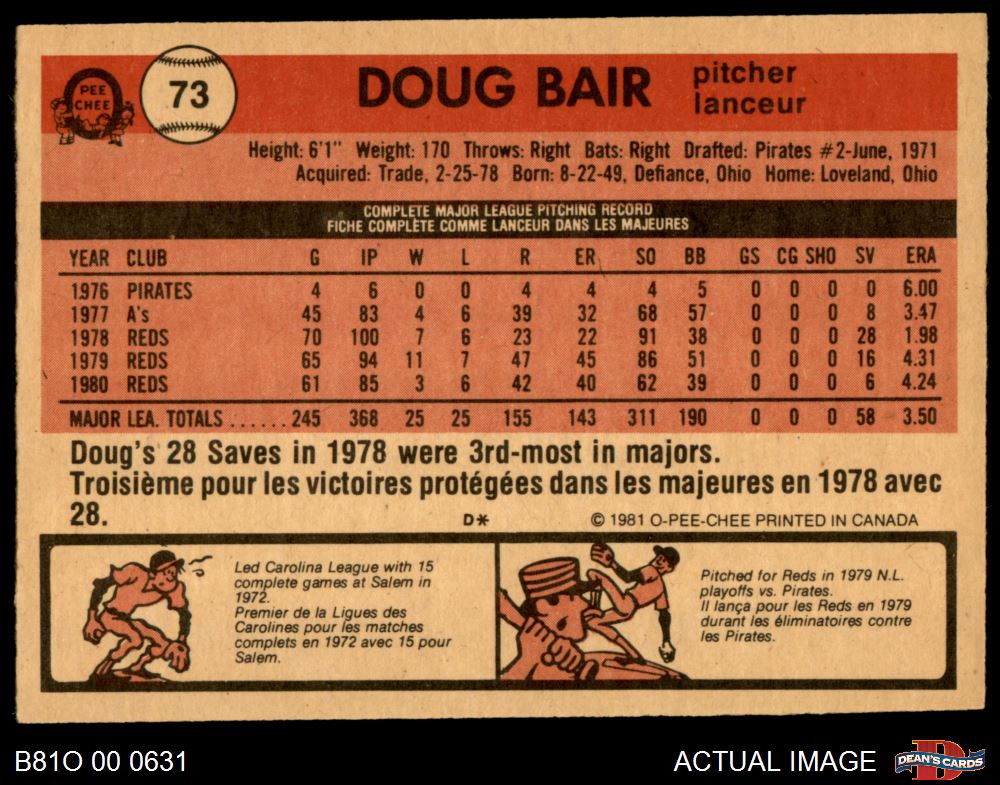 O
PEE
CHEE
73
DOUG BAIR
pitcher
lanceur
Height: 6'1" Weight: 170 Throws: Right Bats: Right Drafted: Pirates #2-June, 1971
Acquired: Trade, 2-25-78 Born: 8-22-49, Defiance, Ohio Home: Loveland, Ohio
COMPLETE MAJOR LEAGUE PITCHING RECORD
FICHE COMPLÈTE COMME LANCEUR DANS LES MAJEURES
YEAR CLUB G IP W L R ER SO BB GS CG SHO SV ERA
1976 PIRATES 4 6 0 0 4 4 4 5 0 0 0 0 6.00
1977 A's 45 83 4 6 39 32 68 57 0 0 0 8 3.47
1978 REDS 70 100 7 6 23 22 91 38 0 0 0 28 1.98
1979 REDS 65 94 11 7 47 45 86 51 0 0 0 16 4.31
1980 REDS 61 85 3 6 42 40 62 39 0 0 0 6 4.24
MAJOR LEA. TOTALS ...... 245 368 25 25 155 143 311 190 0 0 0 58 3.50
Doug's 28 Saves in 1978 were 3rd-most in majors.
Troisième pour les victoires protégées dans les majeures en 1978 avec
28.
D* © 1981 O-PEE-CHEE PRINTED IN CANADA
Led Carolina League with 15
complete games at Salem in
1972.
Premier de la Ligues des
Carolines pour les matches
complets en 1972 avec 15 pour
Salem.
Pitched for Reds in 1979 N.L.
playoffs vs. Pirates.
Il lança pour les Reds en 1979
durant les éliminatoires contre
les Pirates.
B81O 00 0631
ACTUAL IMAGE
D
DEAN'S CARDS